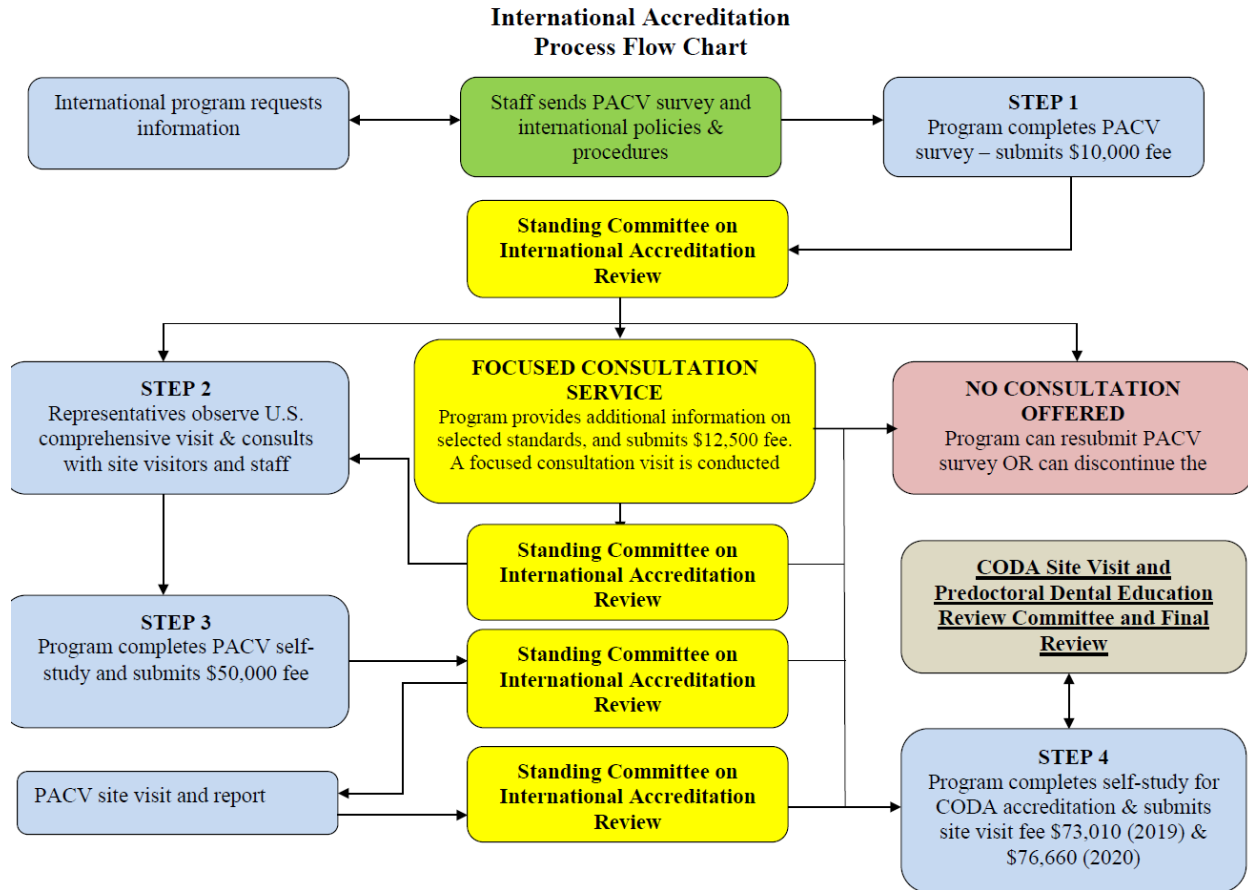 International Accreditation
Process Flow Chart
International program requests
information
Staff sends PACV survey and
international policies &
procedures
STEP 1
Program completes PACV
survey – submits $10,000 fee
Standing Committee on
International Accreditation
Review
STEP 2
Representatives observe U.S.
comprehensive visit & consults
with site visitors and staff
FOCUSED CONSULTATION
SERVICE
Program provides additional information on
selected standards, and submits $12,500 fee.
A focused consultation visit is conducted
NO CONSULTATION
OFFERED
Program can resubmit PACV
survey OR can discontinue the
Standing Committee on
International Accreditation
Review
CODA Site Visit and
Predoctoral Dental Education
Review Committee and Final
Review
STEP 3
Program completes PACV self-
study and submits $50,000 fee
Standing Committee on
International Accreditation
Review
PACV site visit and report
Standing Committee on
International Accreditation
Review
STEP 4
Program completes self-study for
CODA accreditation & submits
site visit fee $73,010 (2019) &
$76,660 (2020)